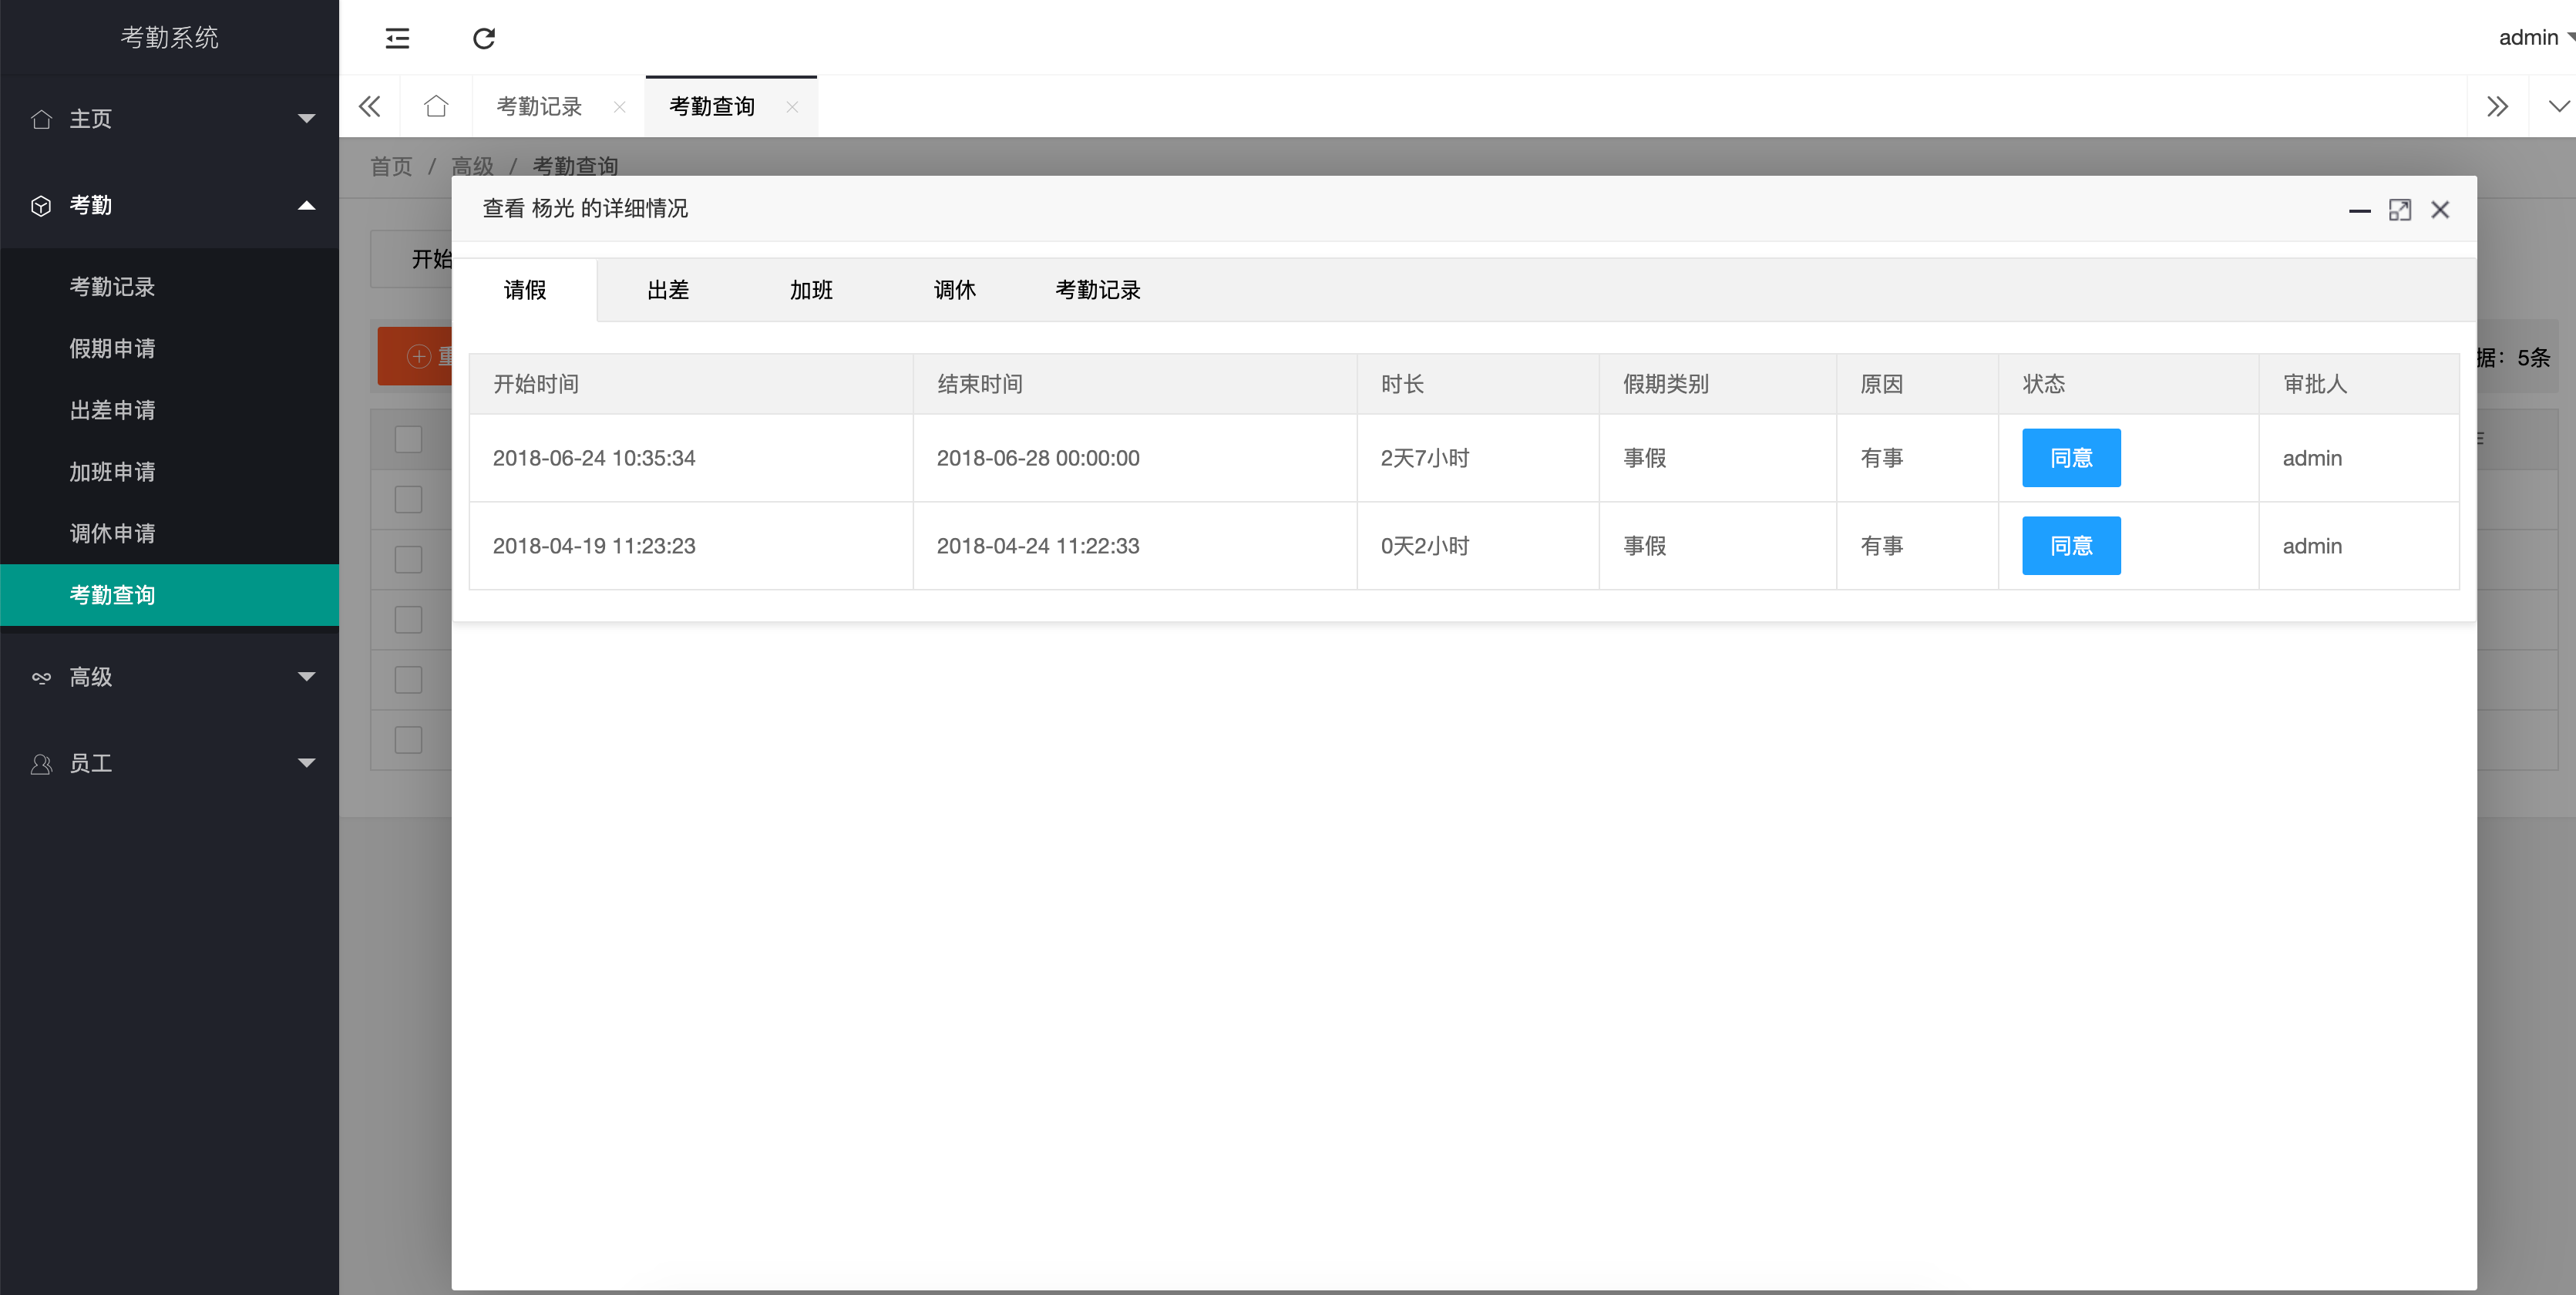 考勤系统
admin
主页
考勤
考勤记录
假期申请
出差申请
加班申请
调休申请
考勤查询
高级
员工
考勤记录
考勤查询
首页 / 高级 / 考勤查询
开始
据：5条
查看 杨光 的详细情况
请假 出差 加班 调休 考勤记录
开始时间 结束时间 时长 假期类别 原因 状态 审批人
2018-06-24 10:35:34 2018-06-28 00:00:00 2天7小时 事假 有事 同意 admin
2018-04-19 11:23:23 2018-04-24 11:22:33 0天2小时 事假 有事 同意 admin